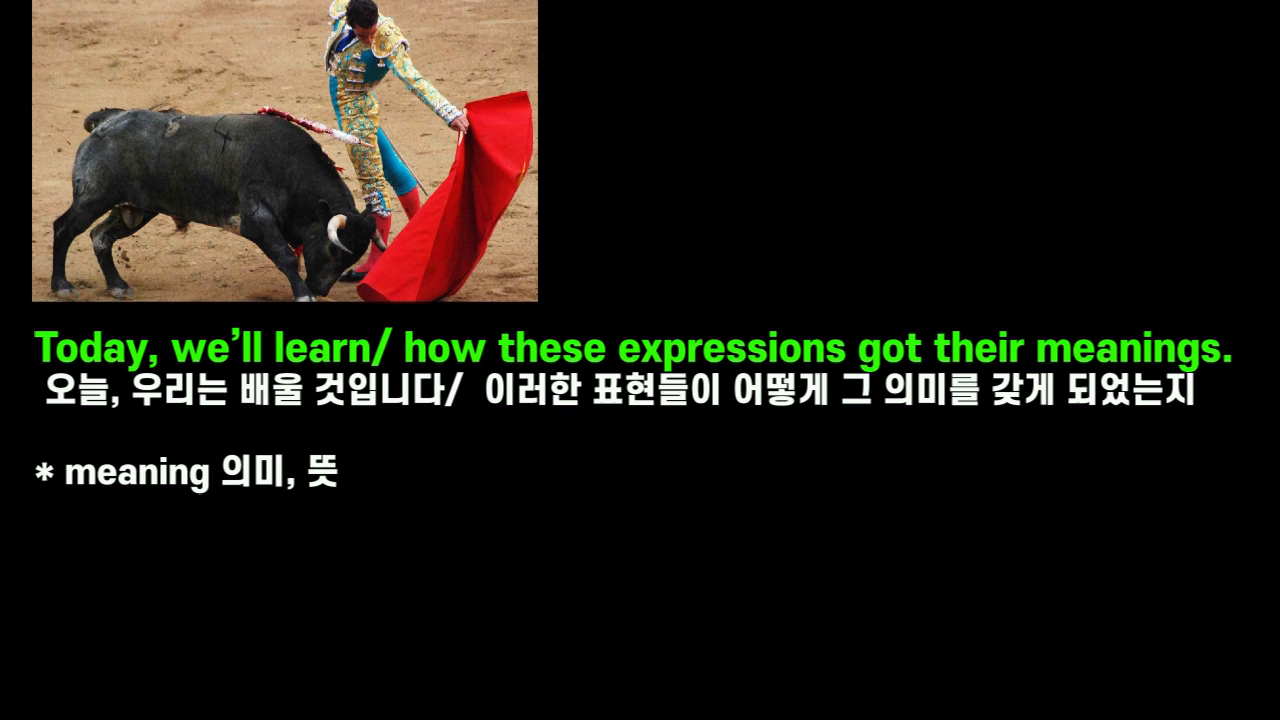 Today, we’ll learn/ how these expressions got their meanings.
오늘, 우리는 배울 것입니다/ 이러한 표현들이 어떻게 그 의미를 갖게 되었는지
* meaning 의미, 뜻